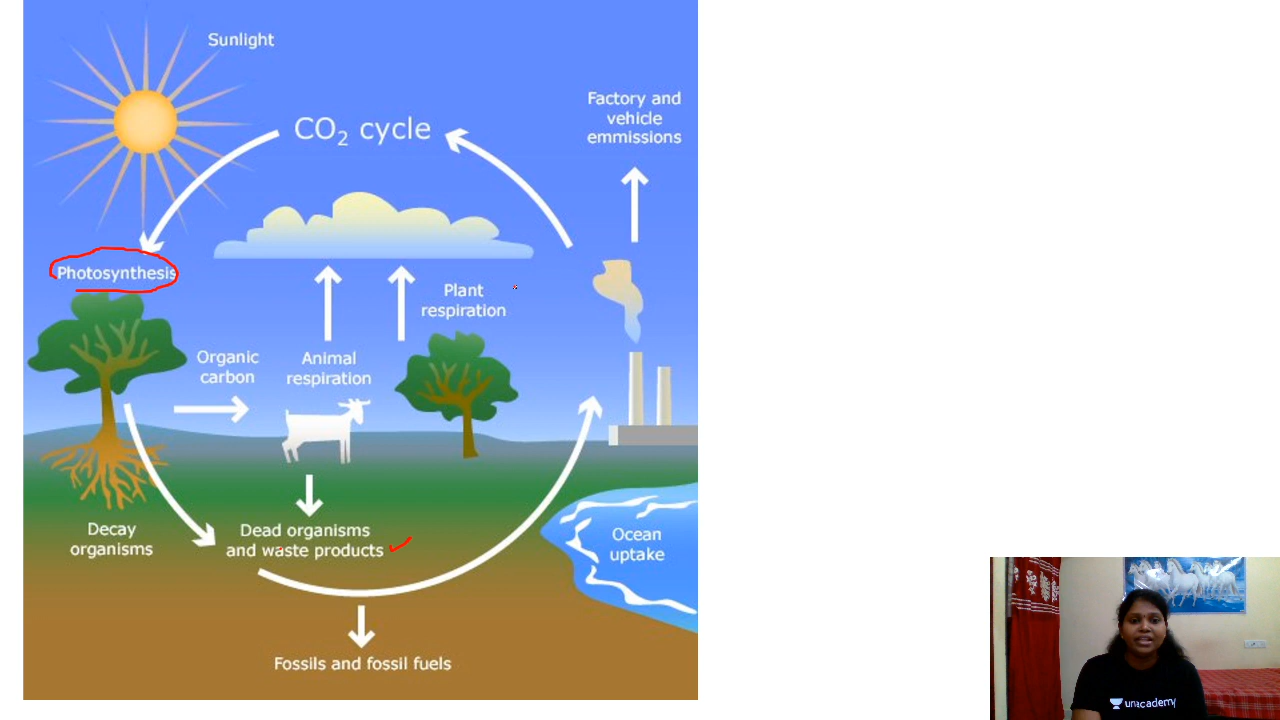 Sunlight
Factory and
vehicle
emmissions
CO₂ cycle
Photosynthesis
Plant
respiration
Organic
carbon
Animal
respiration
Decay
organisms
Dead organisms
and waste products
Ocean
uptake
Fossils and fossil fuels
unacademy